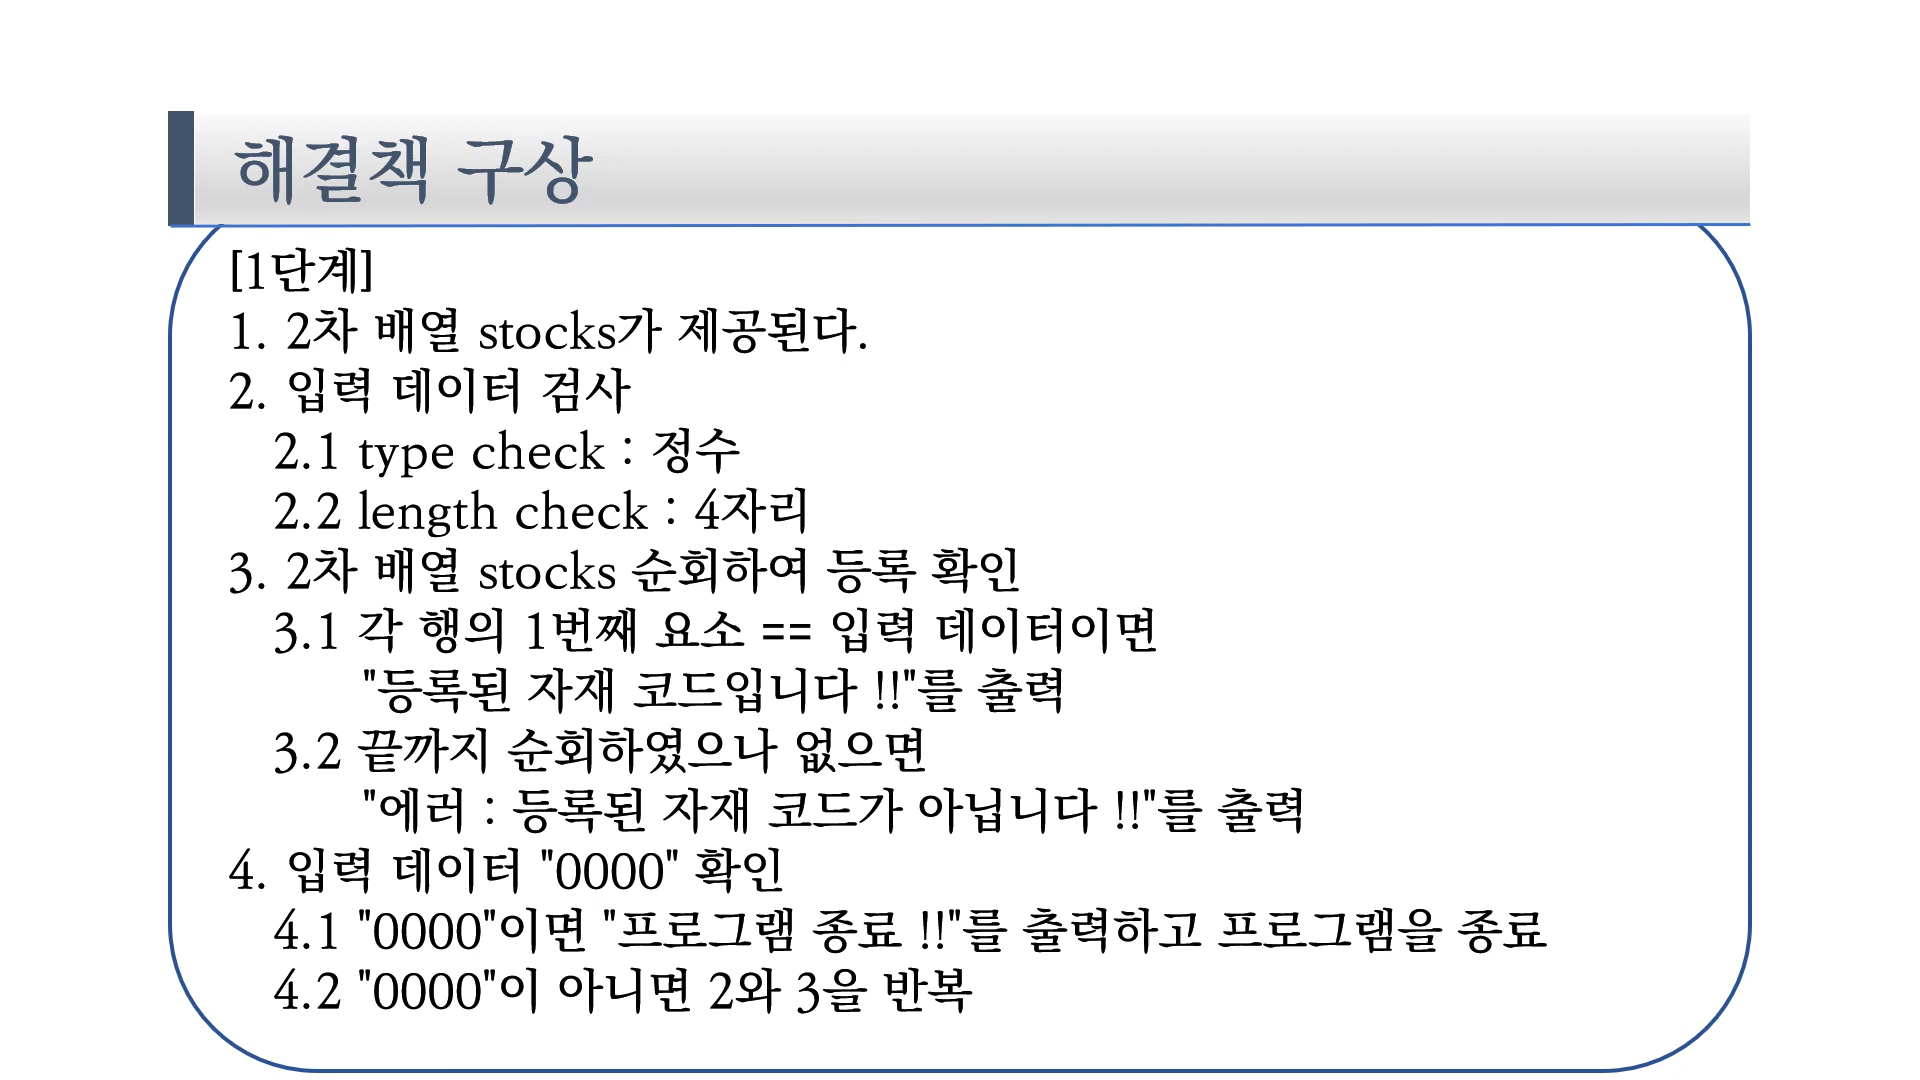 해결책 구상
[1단계]
1. 2차 배열 stocks가 제공된다.
2. 입력 데이터 검사
2.1 type check : 정수
2.2 length check : 4자리
3. 2차 배열 stocks 순회하여 등록 확인
3.1 각 행의 1번째 요소 == 입력 데이터이면
"등록된 자재 코드입니다 !!"를 출력
3.2 끝까지 순회하였으나 없으면
"에러 : 등록된 자재 코드가 아닙니다 !!"를 출력
4. 입력 데이터 "0000" 확인
4.1 "0000"이면 "프로그램 종료 !!"를 출력하고 프로그램을 종료
4.2 "0000"이 아니면 2와 3을 반복